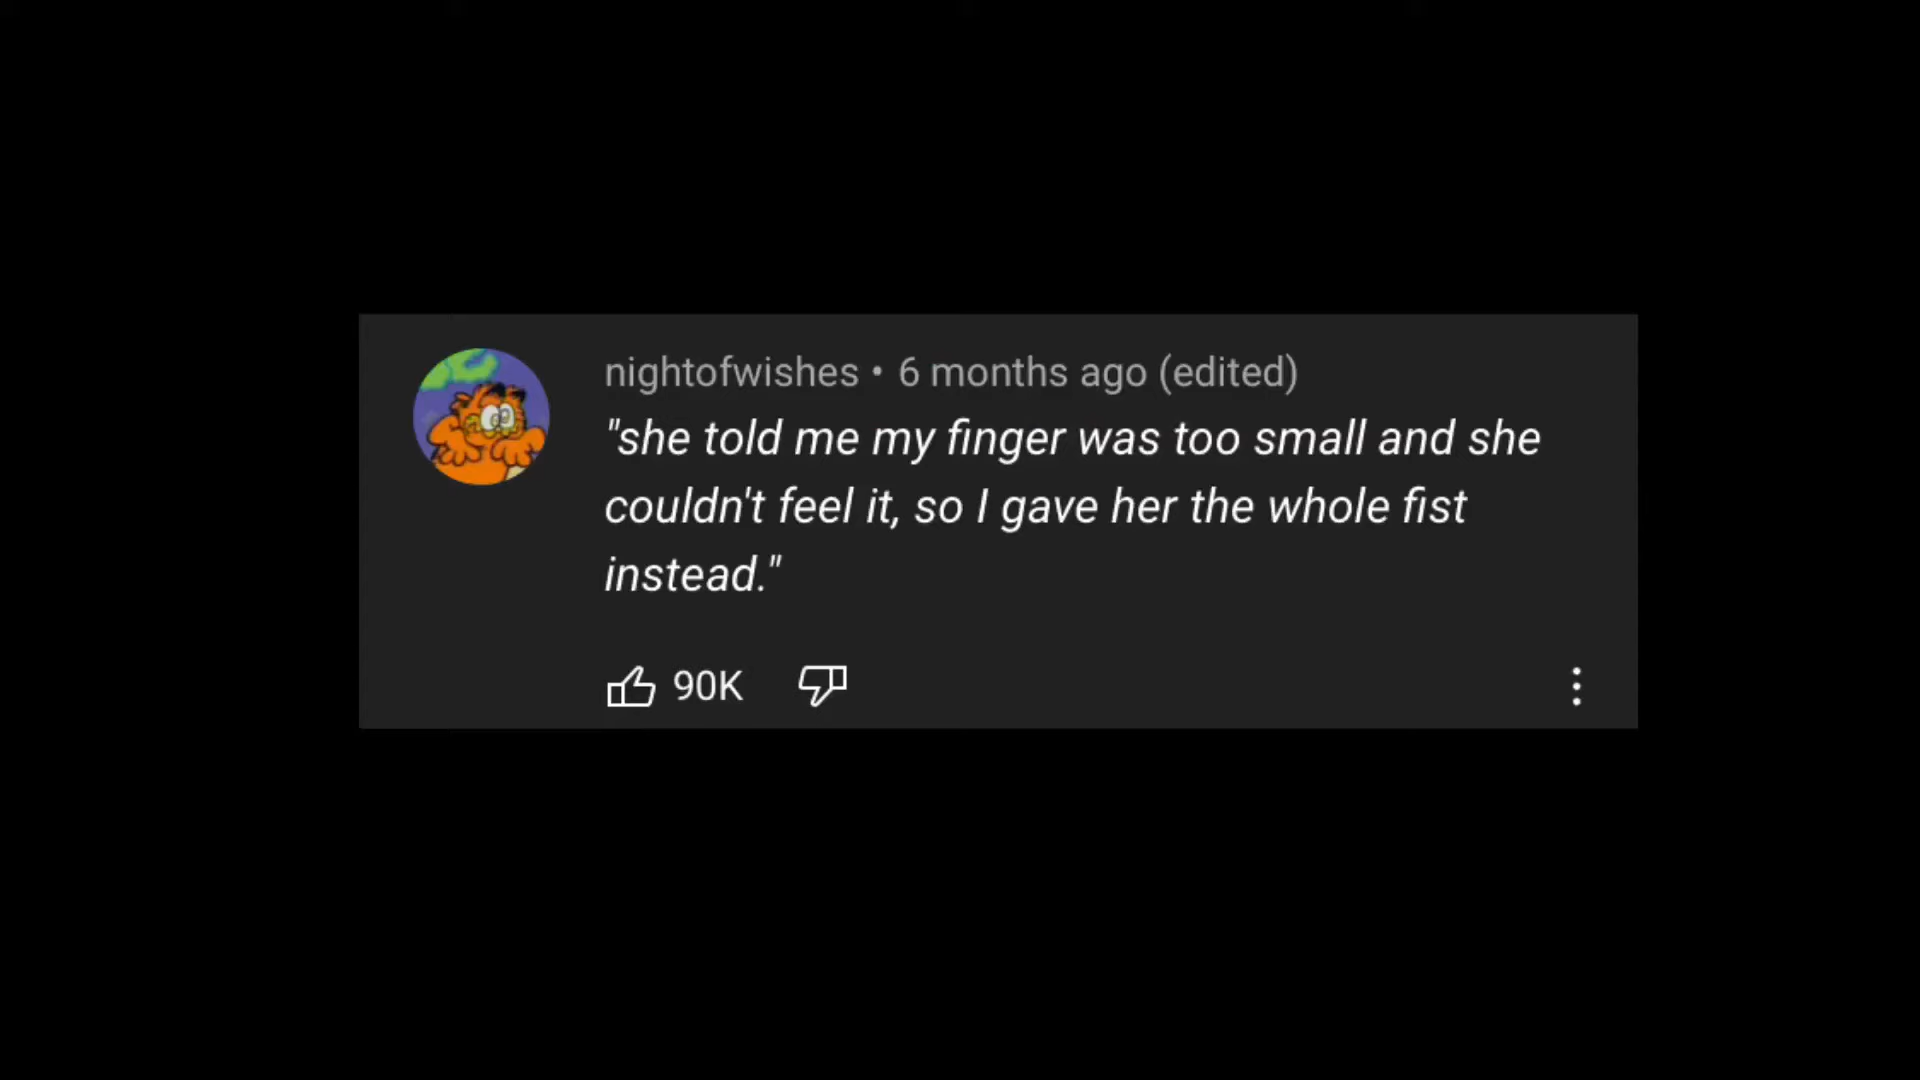 nightofwishes • 6 months ago (edited)
"she told me my finger was too small and she
couldn't feel it, so I gave her the whole fist
instead."
90K